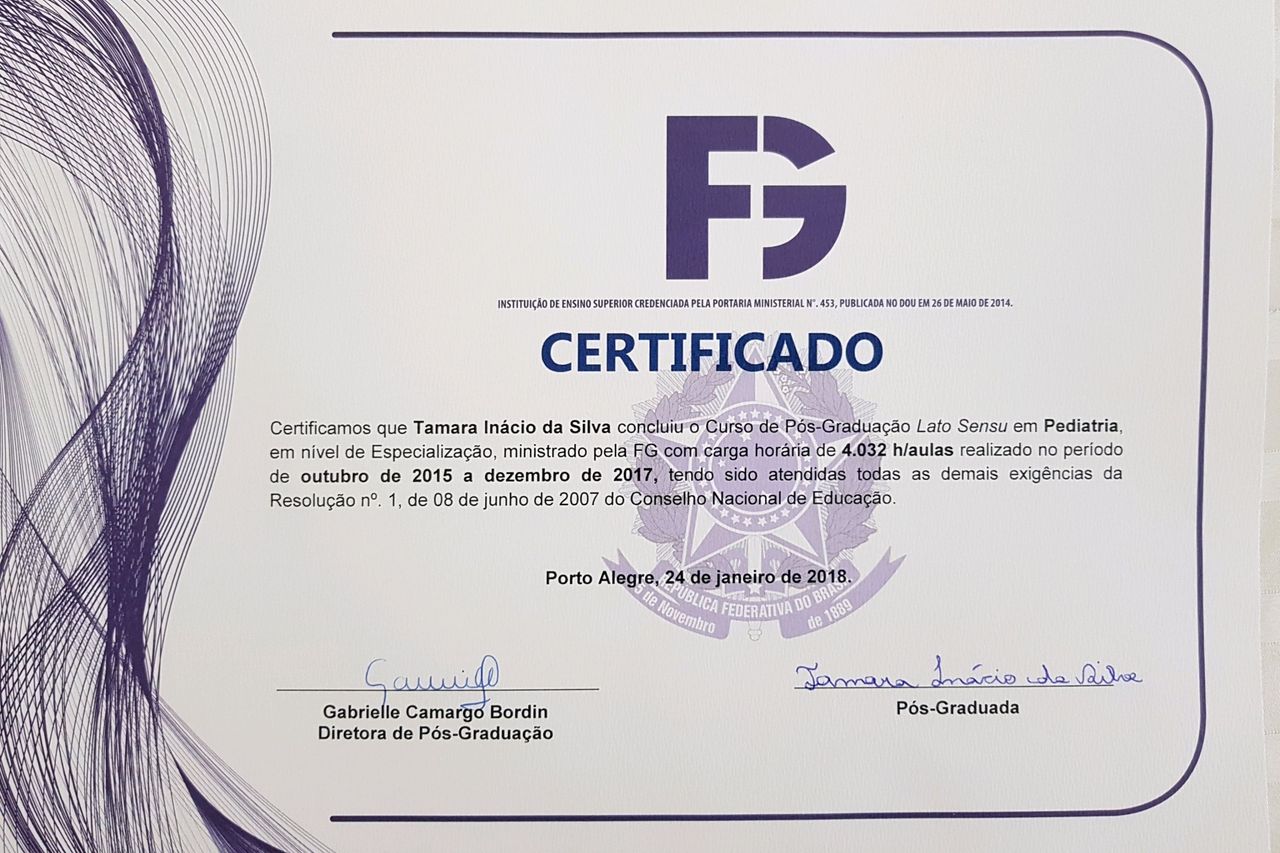 FG
INSTITUIÇÃO DE ENSINO SUPERIOR CREDENCIADA PELA PORTARIA MINISTERIAL N°. 453, PUBLICADA NO DOU EM 26 DE MAIO DE 2014.
CERTIFICADO
Certificamos que Tamara Inácio da Silva concluiu o Curso de Pós-Graduação Lato Sensu em Pediatria,
em nível de Especialização, ministrado pela FG com carga horária de 4.032 h/aulas realizado no período
de outubro de 2015 a dezembro de 2017, tendo sido atendidas todas as demais exigências da
Resolução nº. 1, de 08 de junho de 2007 do Conselho Nacional de Educação.
Porto Alegre, 24 de janeiro de 2018.
REPÚBLICA FEDERATIVA DO BRASIL
15 de Novembro de 1889
Tamara Inácio da Silva
Gabrielle Camargo Bordin
Diretora de Pós-Graduação
Pós-Graduada